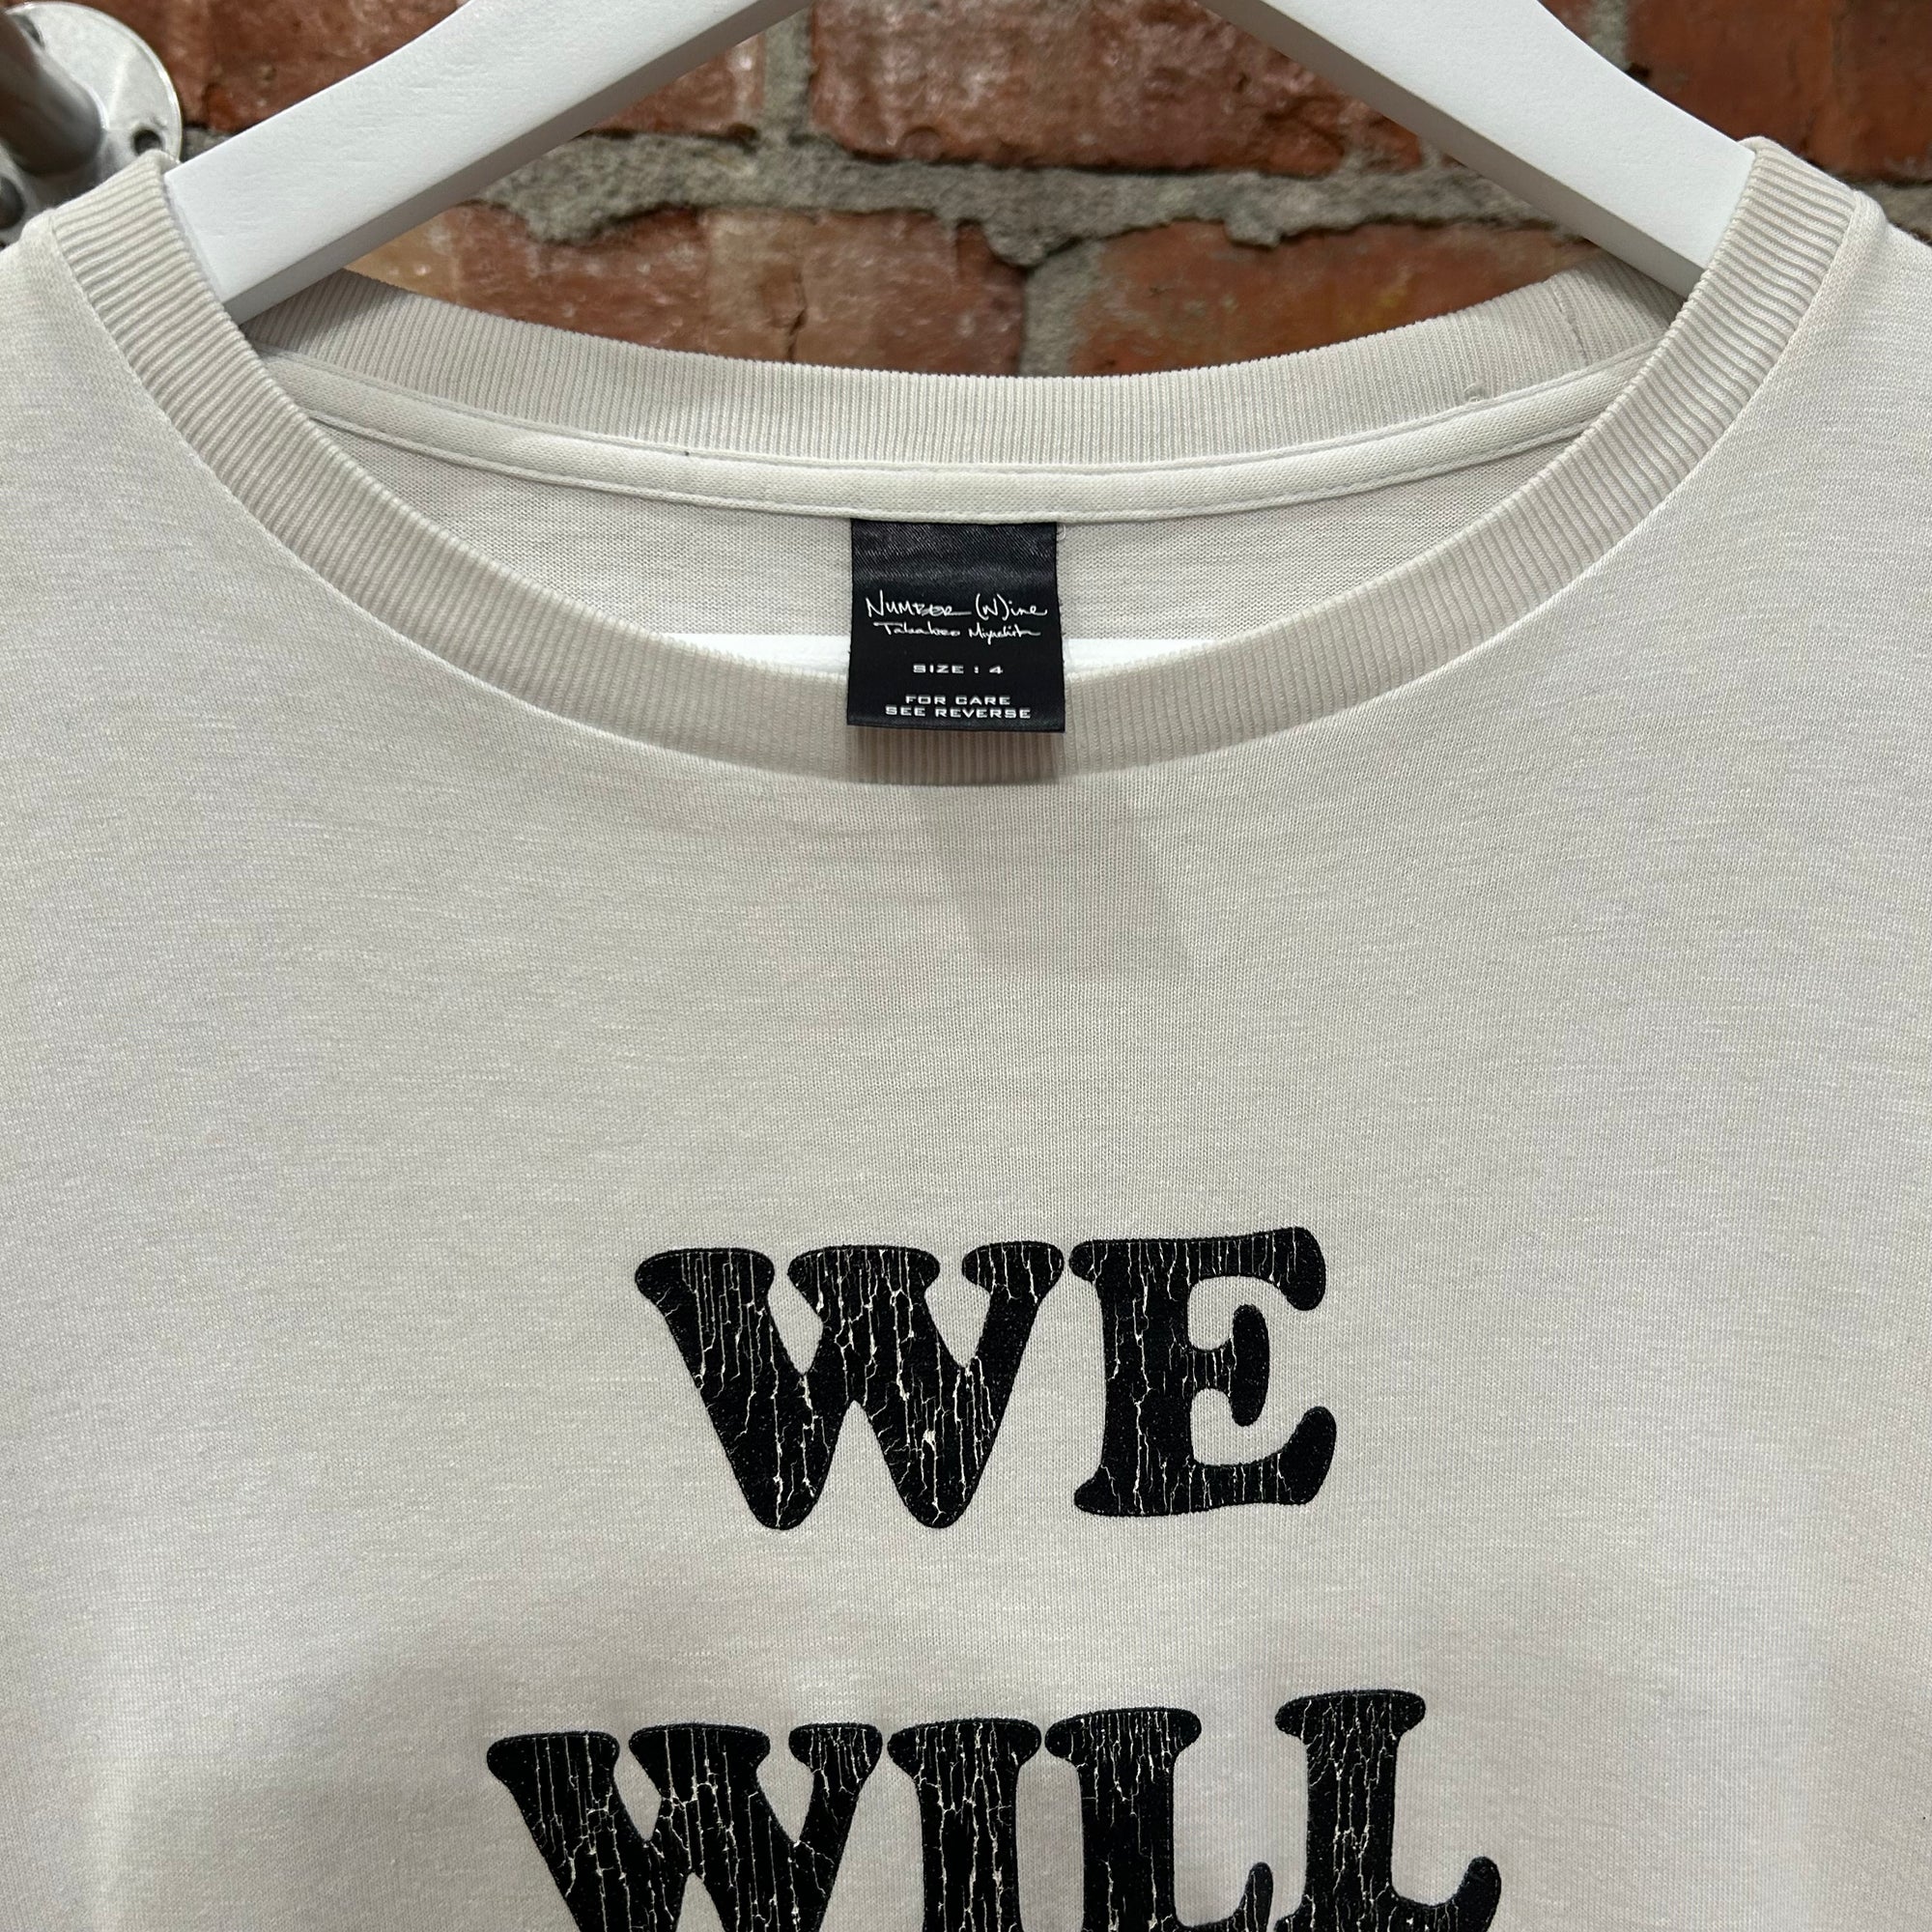 NUMBER (N)ine
Takahiro Miyashita
SIZE : 4
FOR CARE
SEE REVERSE
WE
WILL